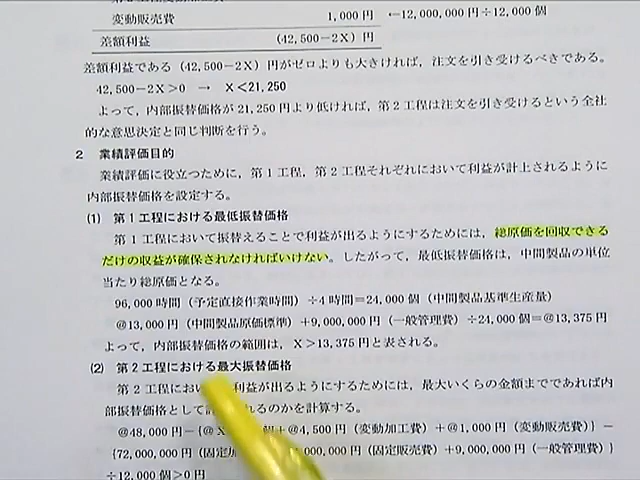 変動販売費 1,000円 ←12,000,000円÷12,000個
差額利益 (42,500−2X)円
差額利益である(42,500−2X)円がゼロよりも大きければ,注文を引き受けるべきである。
42,500−2X>0 → X<21,250
よって,内部振替価格が21,250円より低ければ,第2工程は注文を引き受けるという全社
的な意思決定と同じ判断を行う。
2 業績評価目的
業績評価に役立つために,第1工程,第2工程それぞれにおいて利益が計上されるように
内部振替価格を設定する。
(1) 第1工程における最低振替価格
第1工程において振替えることで利益が出るようにするためには,総原価を回収できる
だけの収益が確保されなければいけない。したがって,最低振替価格は,中間製品の単位
当たり総原価となる。
96,000時間(予定直接作業時間)÷4時間=24,000個(中間製品基準生産量)
@13,000円(中間製品原価標準)+9,000,000円(一般管理費)÷24,000個=@13,375円
よって,内部振替価格の範囲は,X>13,375円と表される。
(2) 第2工程における最大振替価格
第2工程にお 利益が出るようにするためには,最大いくらの金額までであれば内
部振替価格として れるのかを計算する。
@48,000円−{@X +@4,500円(変動加工費)+@1,000円(変動販売費)}−
{72,000,000円(固定加 ,000円(固定販売費)+9,000,000円(一般管理費)}
÷12,000個>0円